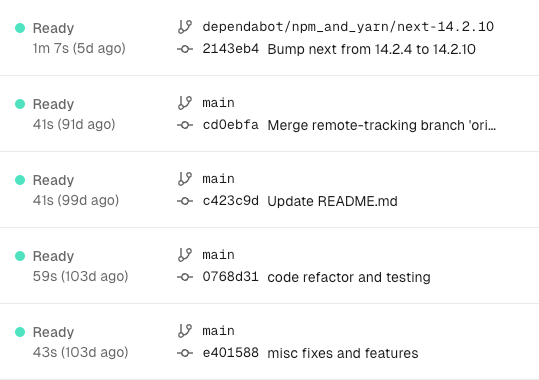 Ready
dependabot/npm_and_yarn/next-14.2.10
1m 7s (5d ago)
2143eb4 Bump next from 14.2.4 to 14.2.10
Ready
main
41s (91d ago)
cd0ebfa Merge remote-tracking branch 'ori...
Ready
main
41s (99d ago)
c423c9d Update README.md
Ready
main
59s (103d ago)
0768d31 code refactor and testing
Ready
main
43s (103d ago)
e401588 misc fixes and features